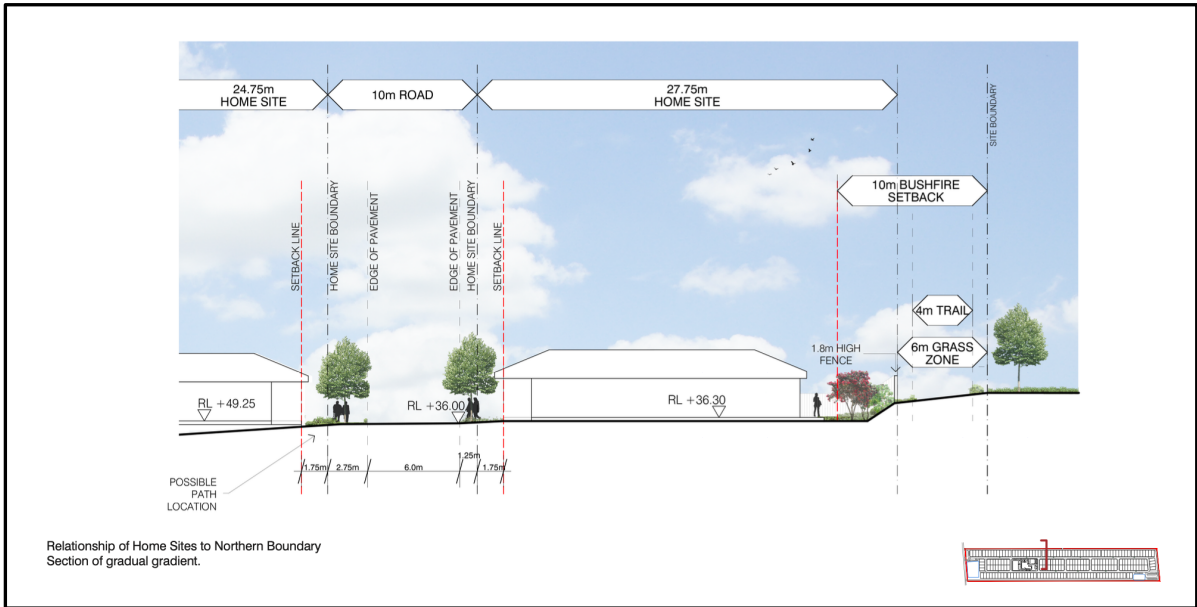 24.75m
HOME SITE
10m ROAD
27.75m
HOME SITE
SITE BOUNDARY
10m BUSHFIRE
SETBACK
SETBACK LINE
HOME SITE BOUNDARY
EDGE OF PAVEMENT
EDGE OF PAVEMENT
HOME SITE BOUNDARY
SETBACK LINE
4m TRAIL
1.8m HIGH
FENCE
6m GRASS
ZONE
RL +49.25
RL +36.00
RL +36.30
1.75m
2.75m
6.0m
1.25m
1.75m
POSSIBLE
PATH
LOCATION
Relationship of Home Sites to Northern Boundary
Section of gradual gradient.